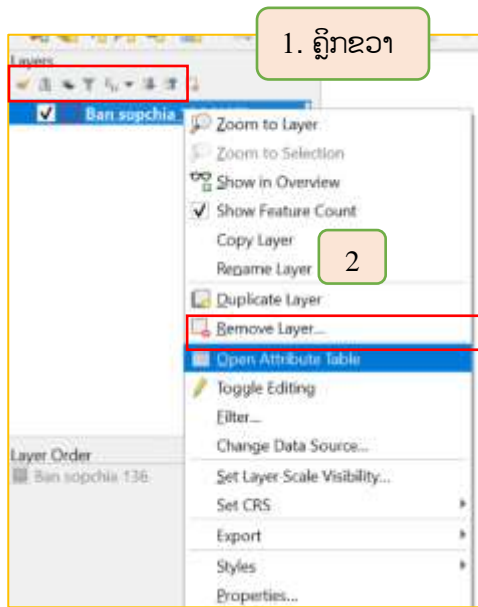 1. ຄຼິກຂວາ
Layers
Ban sopchia
Zoom to Layer
Zoom to Selection
Show in Overview
Show Feature Count
Copy Layer
Rename Layer
2
Duplicate Layer
Remove Layer...
Open Attribute Table
Toggle Editing
Filter...
Change Data Source...
Layer Order
Ban sopchia 136
Set Layer Scale Visibility...
Set CRS
Export
Styles
Properties...